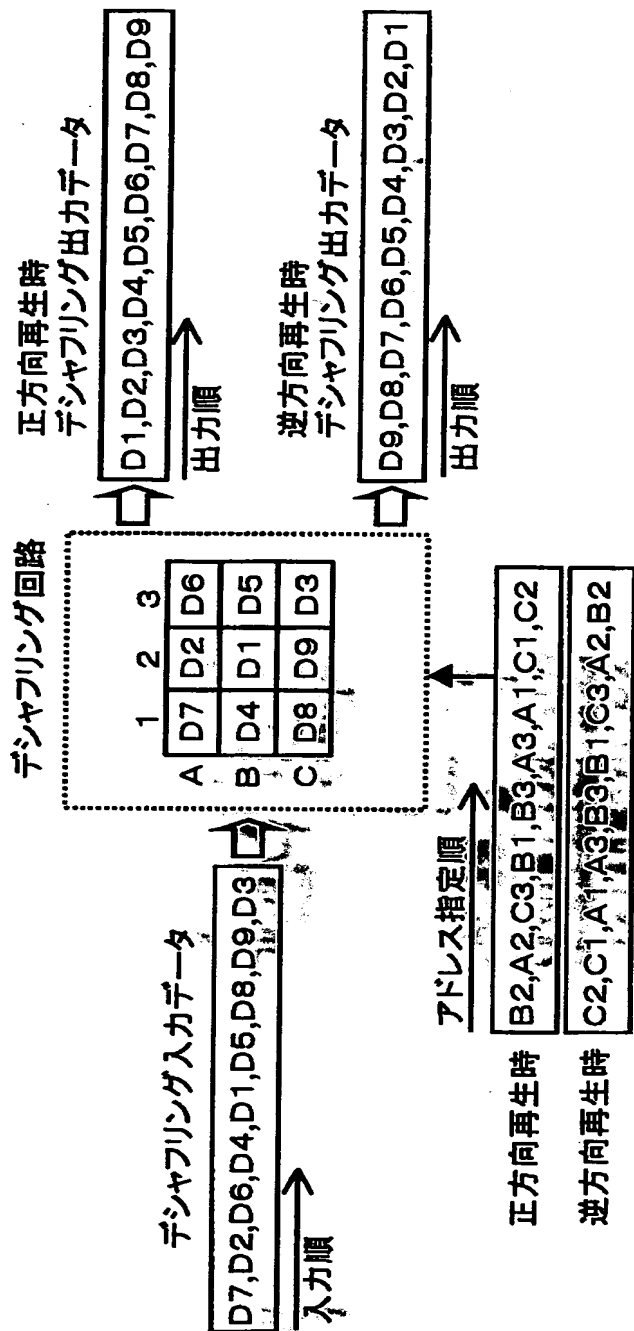 デシャフリング入力データ
D7,D2,D6,D4,D1,D5,D8,D9,D3
入力順
デシャフリング回路
1 2 3
A D7 D2 D6
B D4 D1 D5
C D8 D9 D3
正方向再生時
デシャフリング出力データ
D1,D2,D3,D4,D5,D6,D7,D8,D9
出力順
逆方向再生時
デシャフリング出力データ
D9,D8,D7,D6,D5,D4,D3,D2,D1
出力順
アドレス指定順
正方向再生時 B2,A2,C3,B1,B3,A3,A1,C1,C2
逆方向再生時 C2,C1,A1,A3,B3,B1,C3,A2,B2